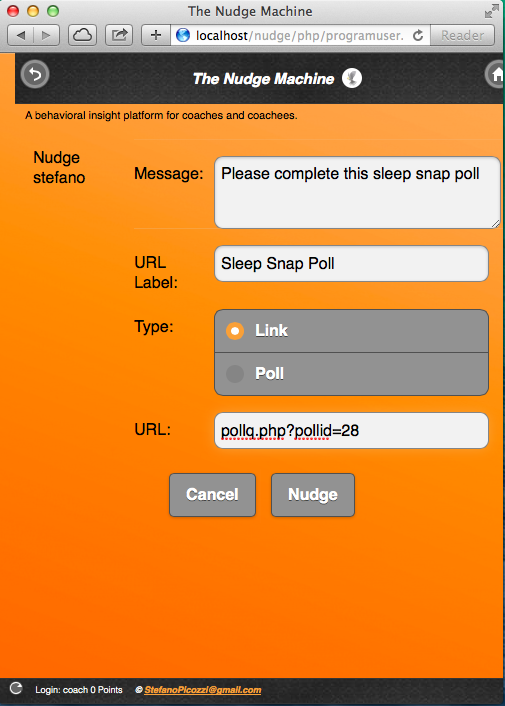 The Nudge Machine
localhost/nudge/php/programuser.
Reader
The Nudge Machine
A behavioral insight platform for coaches and coachees.
Nudge
stefano
Message:
Please complete this sleep snap poll
URL
Label:
Sleep Snap Poll
Type:
Link
Poll
URL:
pollq.php?pollid=28
Cancel
Nudge
Login: coach 0 Points © StefanoPicozzi@gmail.com